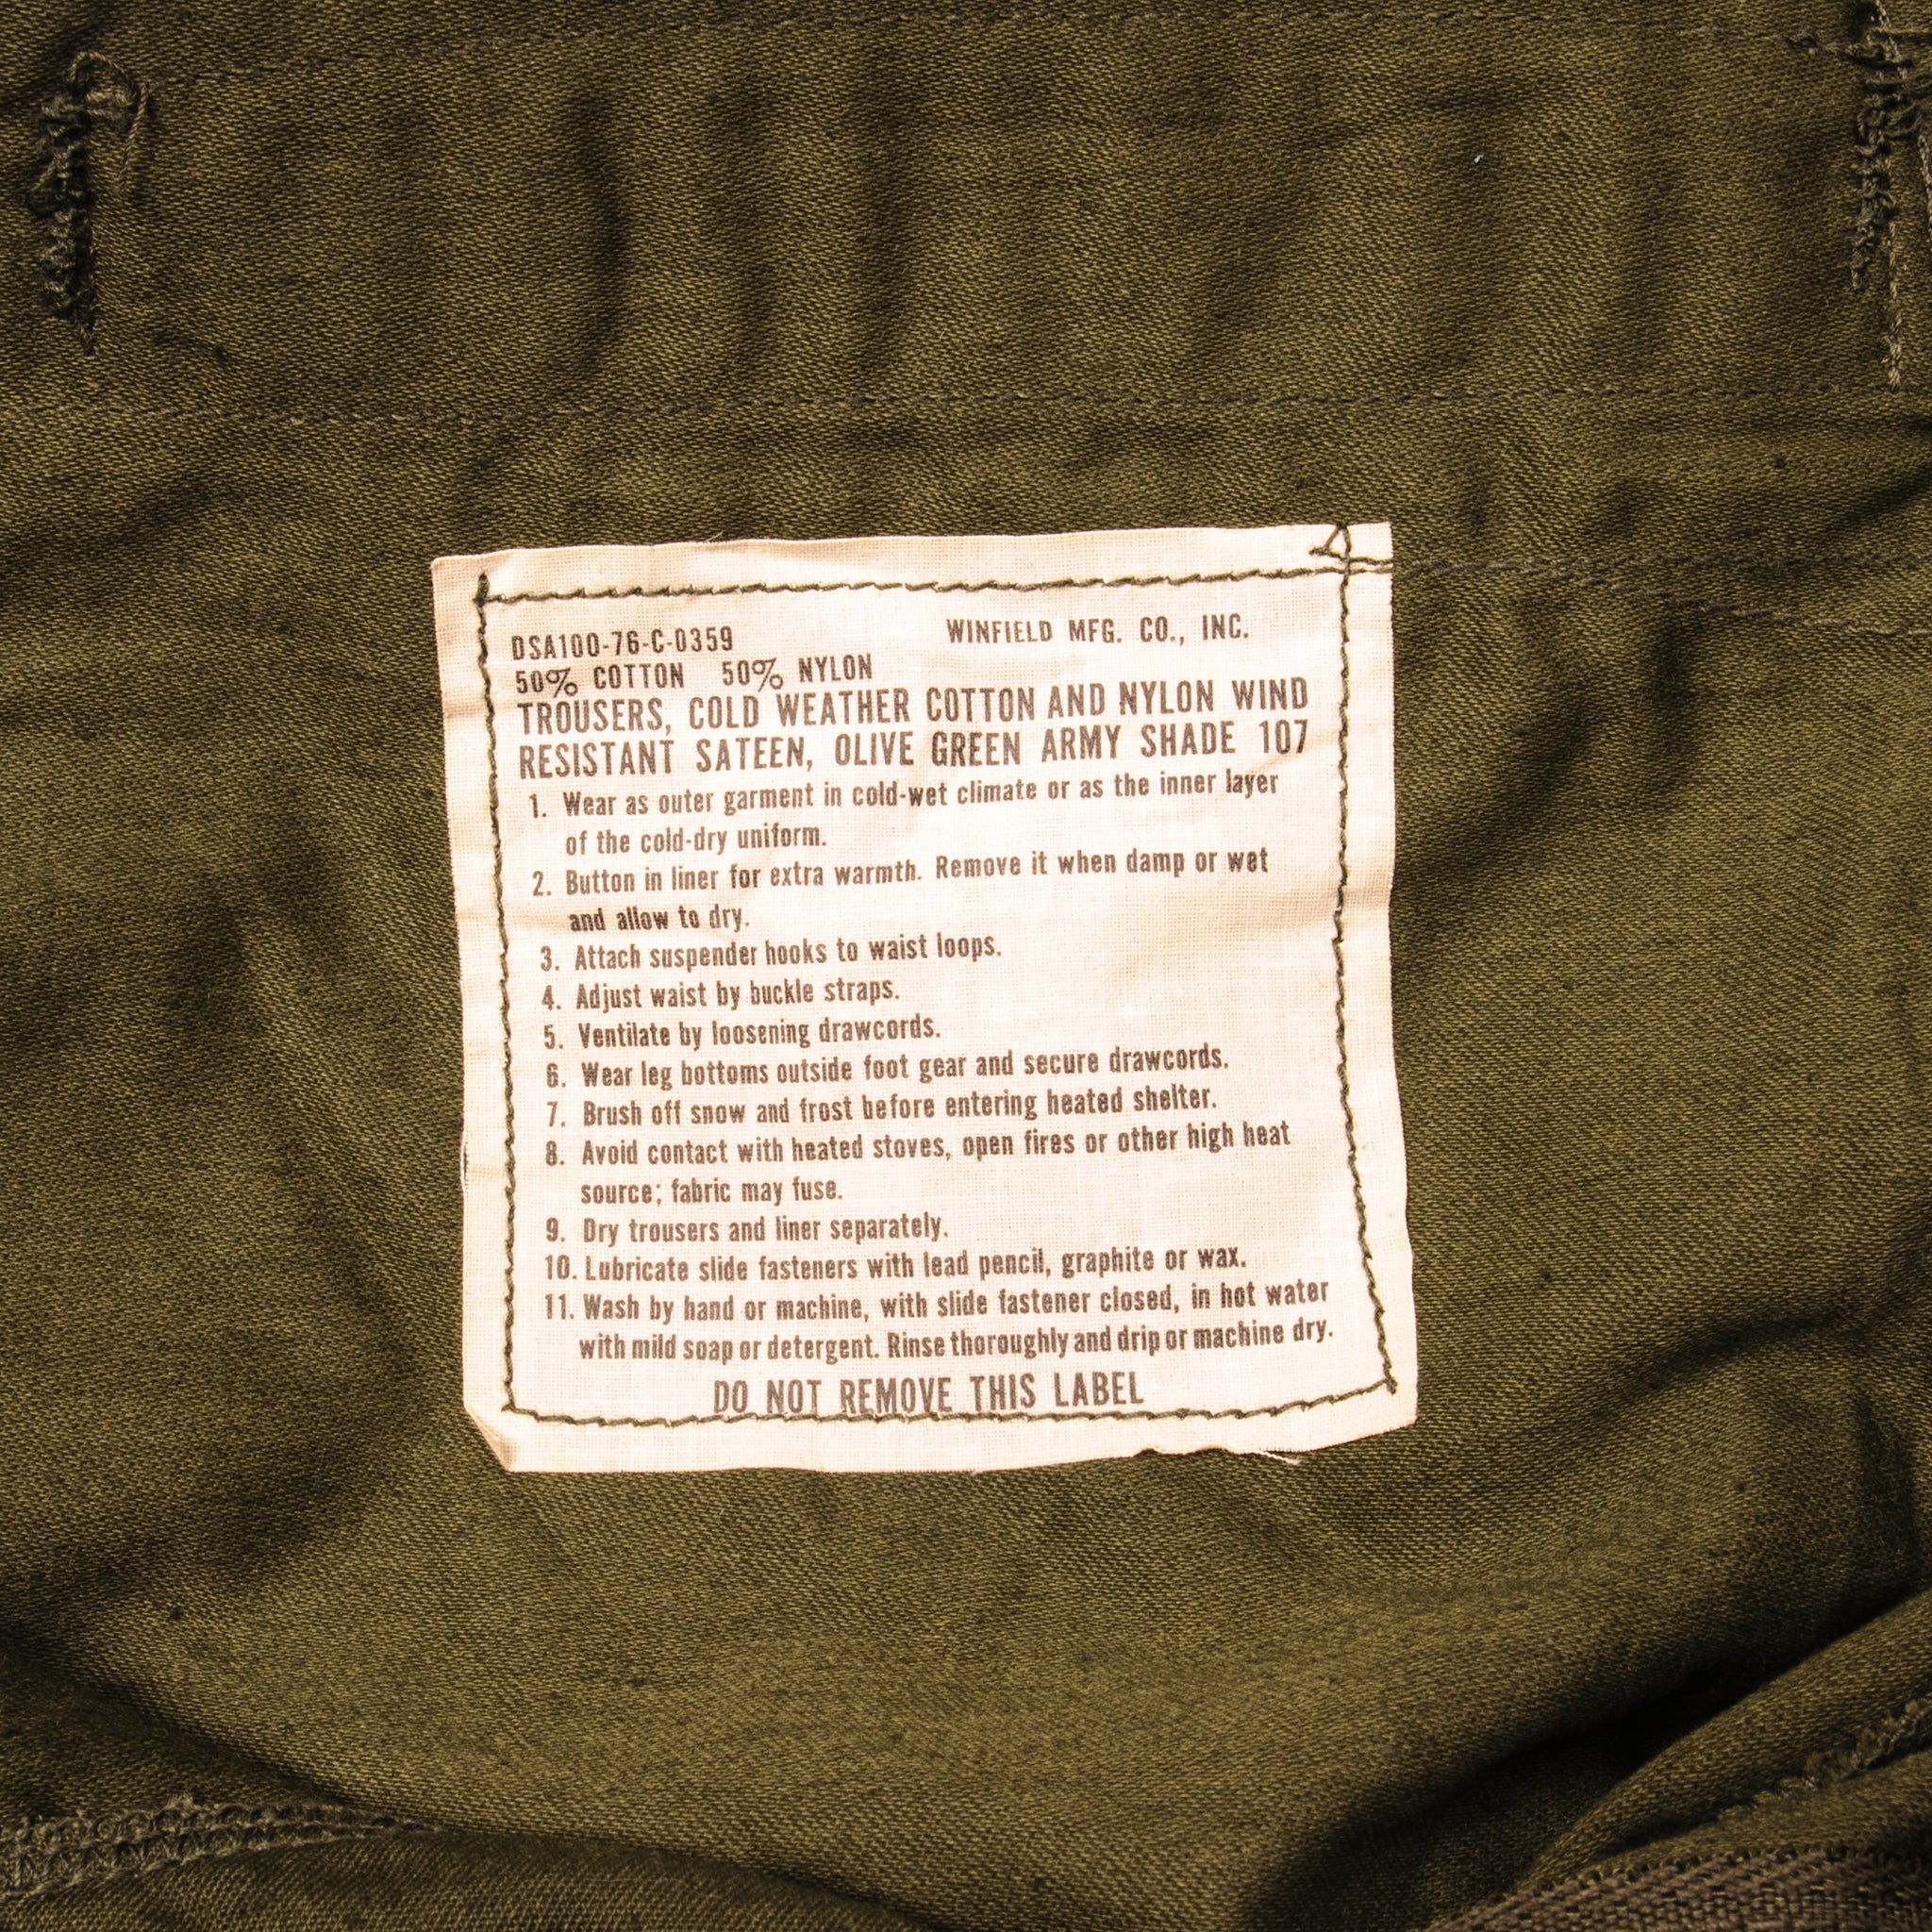 DSA100-76-C-0359 WINFIELD MFG. CO., INC.
50% COTTON 50% NYLON
TROUSERS, COLD WEATHER COTTON AND NYLON WIND
RESISTANT SATEEN, OLIVE GREEN ARMY SHADE 107
1. Wear as outer garment in cold-wet climate or as the inner layer
of the cold-dry uniform.
2. Button in liner for extra warmth. Remove it when damp or wet
and allow to dry.
3. Attach suspender hooks to waist loops.
4. Adjust waist by buckle straps.
5. Ventilate by loosening drawcords.
6. Wear leg bottoms outside foot gear and secure drawcords.
7. Brush off snow and frost before entering heated shelter.
8. Avoid contact with heated stoves, open fires or other high heat
source; fabric may fuse.
9. Dry trousers and liner separately.
10. Lubricate slide fasteners with lead pencil, graphite or wax.
11. Wash by hand or machine, with slide fastener closed, in hot water
with mild soap or detergent. Rinse thoroughly and drip or machine dry.
DO NOT REMOVE THIS LABEL